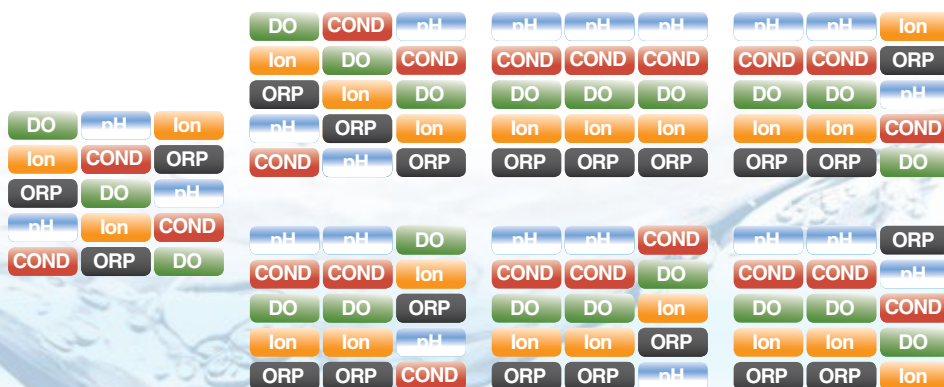 DO COND pH
Ion DO COND
ORP Ion DO
pH ORP Ion
COND pH ORP
pH pH pH
COND COND COND
DO DO DO
Ion Ion Ion
ORP ORP ORP
pH pH Ion
COND COND ORP
DO DO pH
Ion Ion COND
ORP ORP DO
DO pH Ion
Ion COND ORP
ORP DO pH
pH Ion COND
COND ORP DO
pH pH DO
COND COND Ion
DO DO ORP
Ion Ion pH
ORP ORP COND
pH pH COND
COND COND DO
DO DO Ion
Ion Ion ORP
ORP ORP pH
pH pH ORP
COND COND pH
DO DO COND
Ion Ion DO
ORP ORP Ion